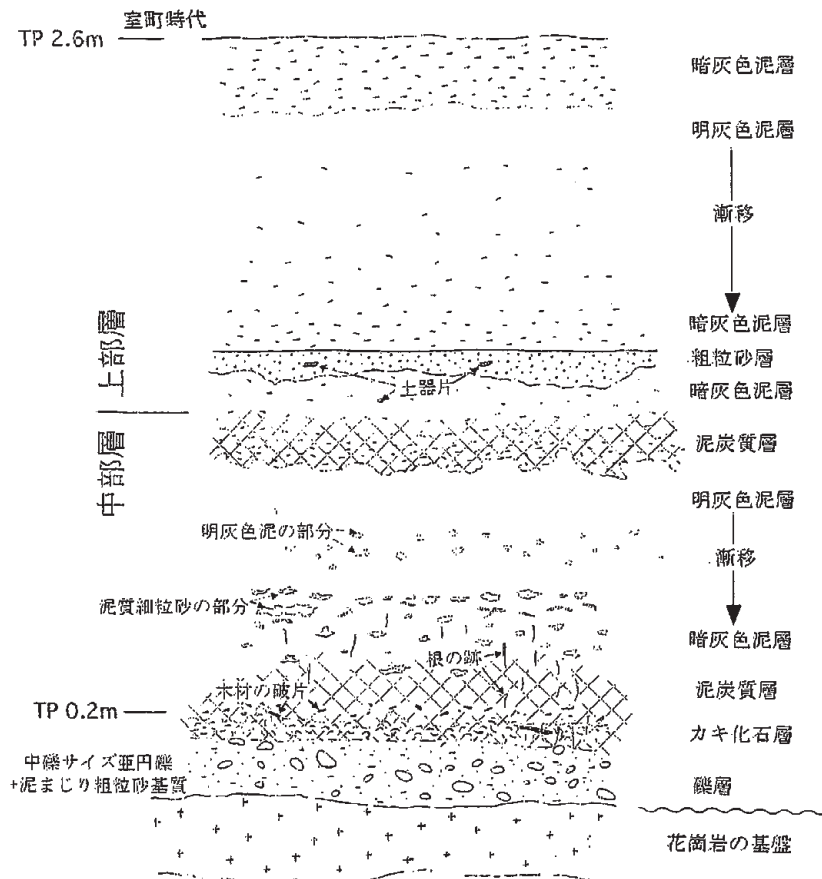 室町時代
TP 2.6m
暗灰色泥層
明灰色泥層
漸移
暗灰色泥層
粗粒砂層
土器片
暗灰色泥層
上部層
中部層
泥炭質層
明灰色泥層
明灰色泥の部分
漸移
泥質細粒砂の部分
暗灰色泥層
根の跡
木材の破片
泥炭質層
TP 0.2m
カキ化石層
中礫サイズ亜円礫
+泥まじり粗粒砂基質
礫層
花崗岩の基盤